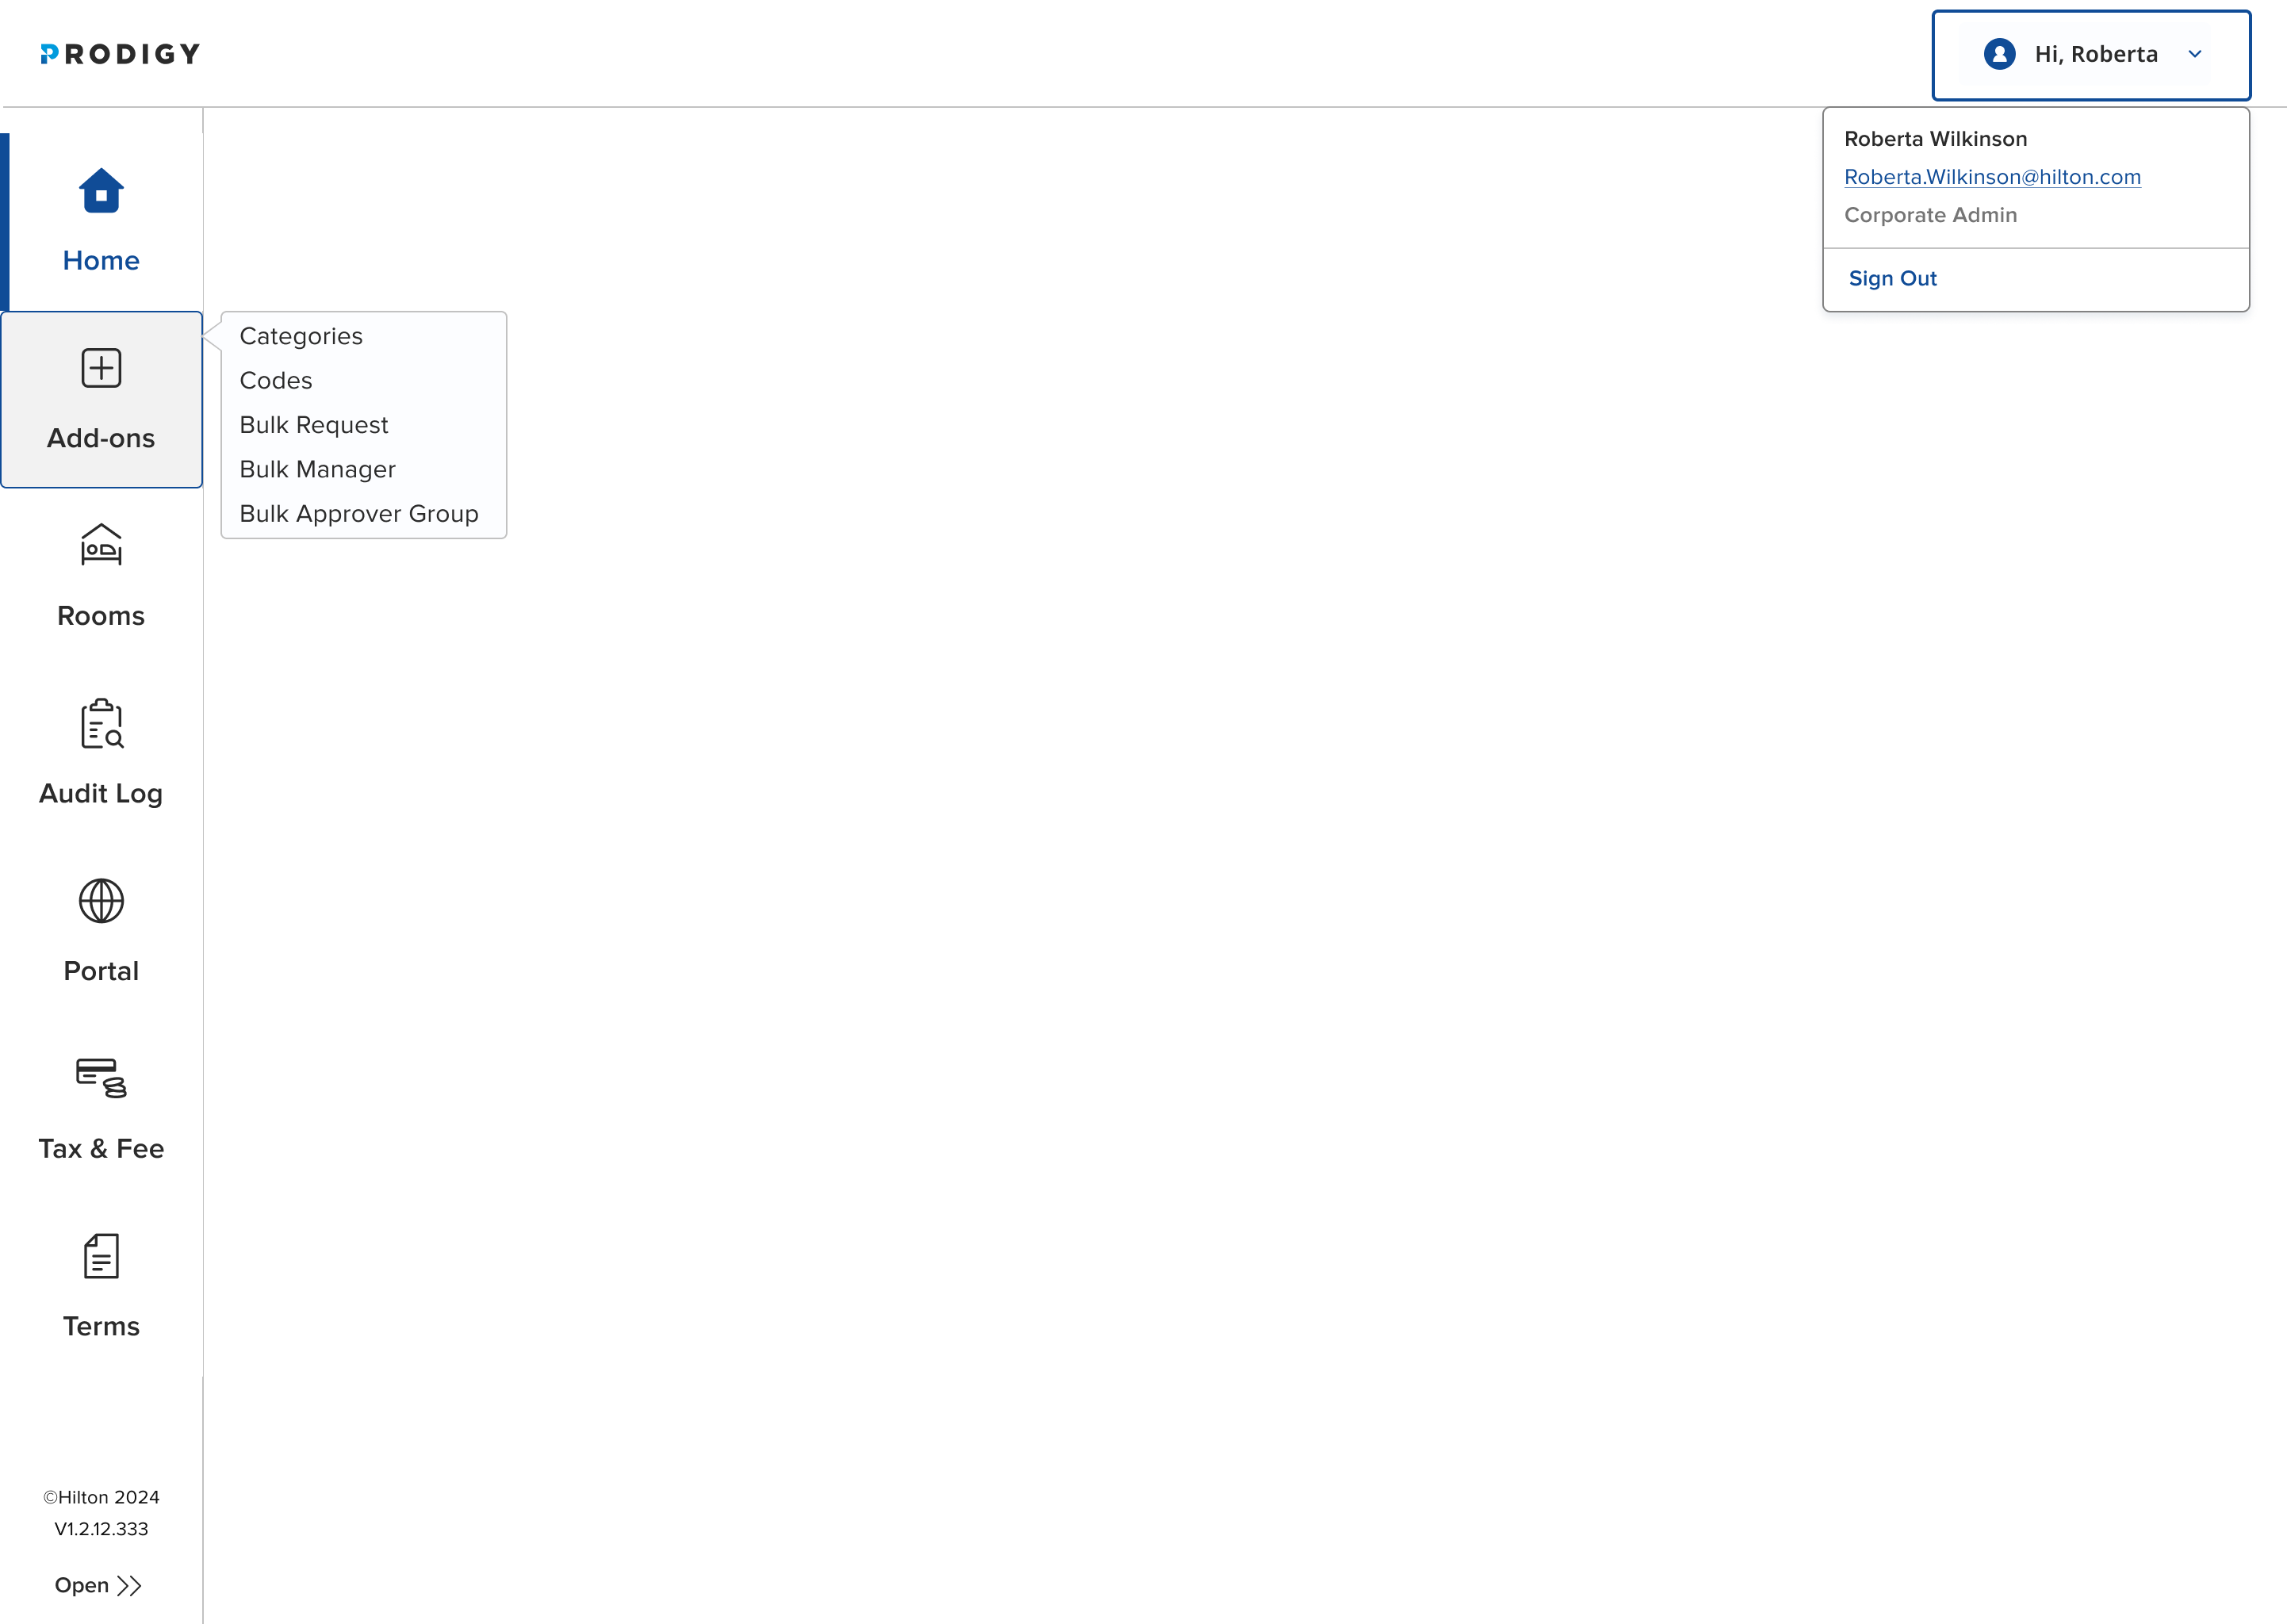 PRODIGY
Hi, Roberta
Roberta Wilkinson
Roberta.Wilkinson@hilton.com
Corporate Admin
Sign Out
Home
Add-ons
Categories
Codes
Bulk Request
Bulk Manager
Bulk Approver Group
Rooms
Audit Log
Portal
Tax & Fee
Terms
©Hilton 2024
V1.2.12.333
Open